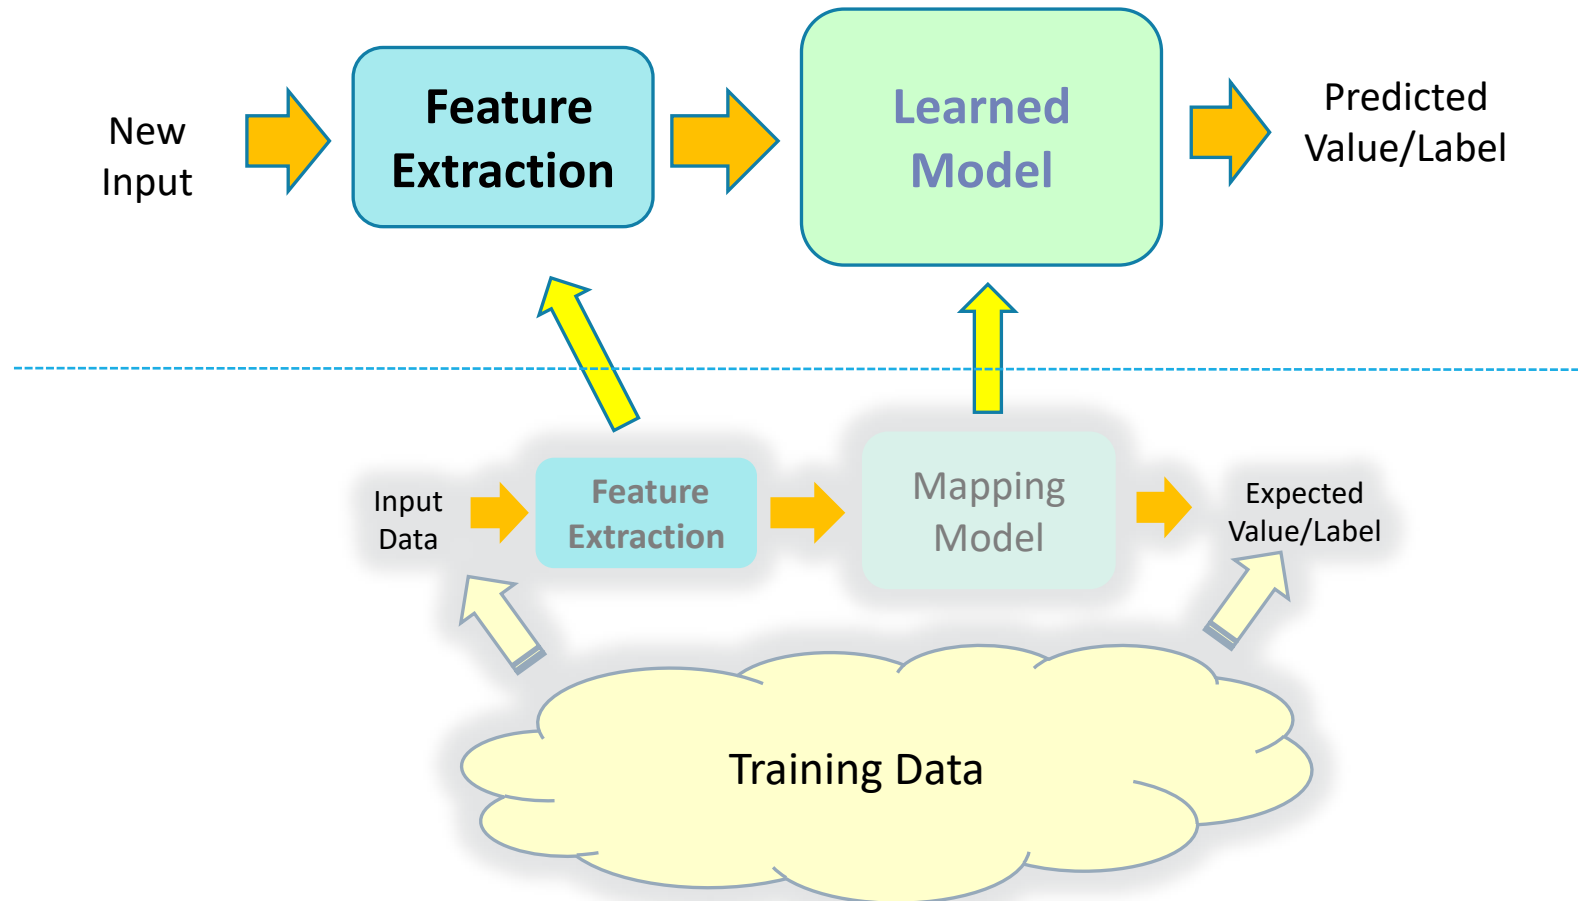 New
Input
Feature
Extraction
Learned
Model
Predicted
Value/Label
Input
Data
Feature
Extraction
Mapping
Model
Expected
Value/Label
Training Data